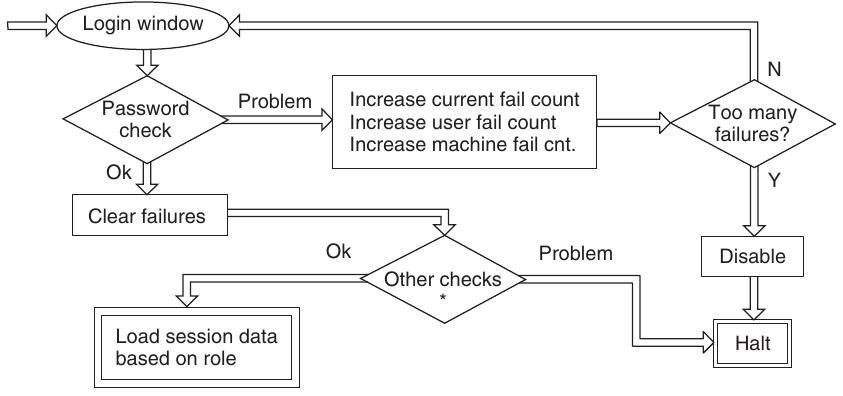 Login window
N
Password
check
Problem
Increase current fail count
Increase user fail count
Increase machine fail cnt.
Too many
failures?
Ok
Y
Clear failures
Ok
Other checks
*
Problem
Disable
Load session data
based on role
Halt